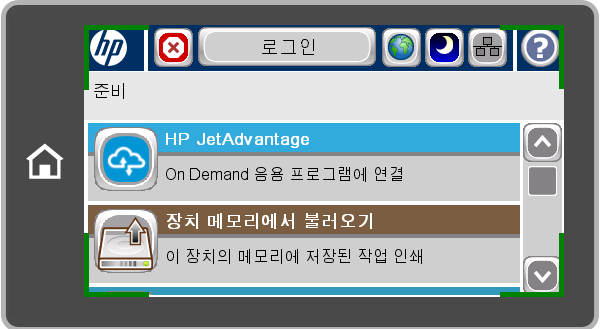 hp
로그인
?
준비
HP JetAdvantage
On Demand 응용 프로그램에 연결
장치 메모리에서 불러오기
이 장치의 메모리에 저장된 작업 인쇄